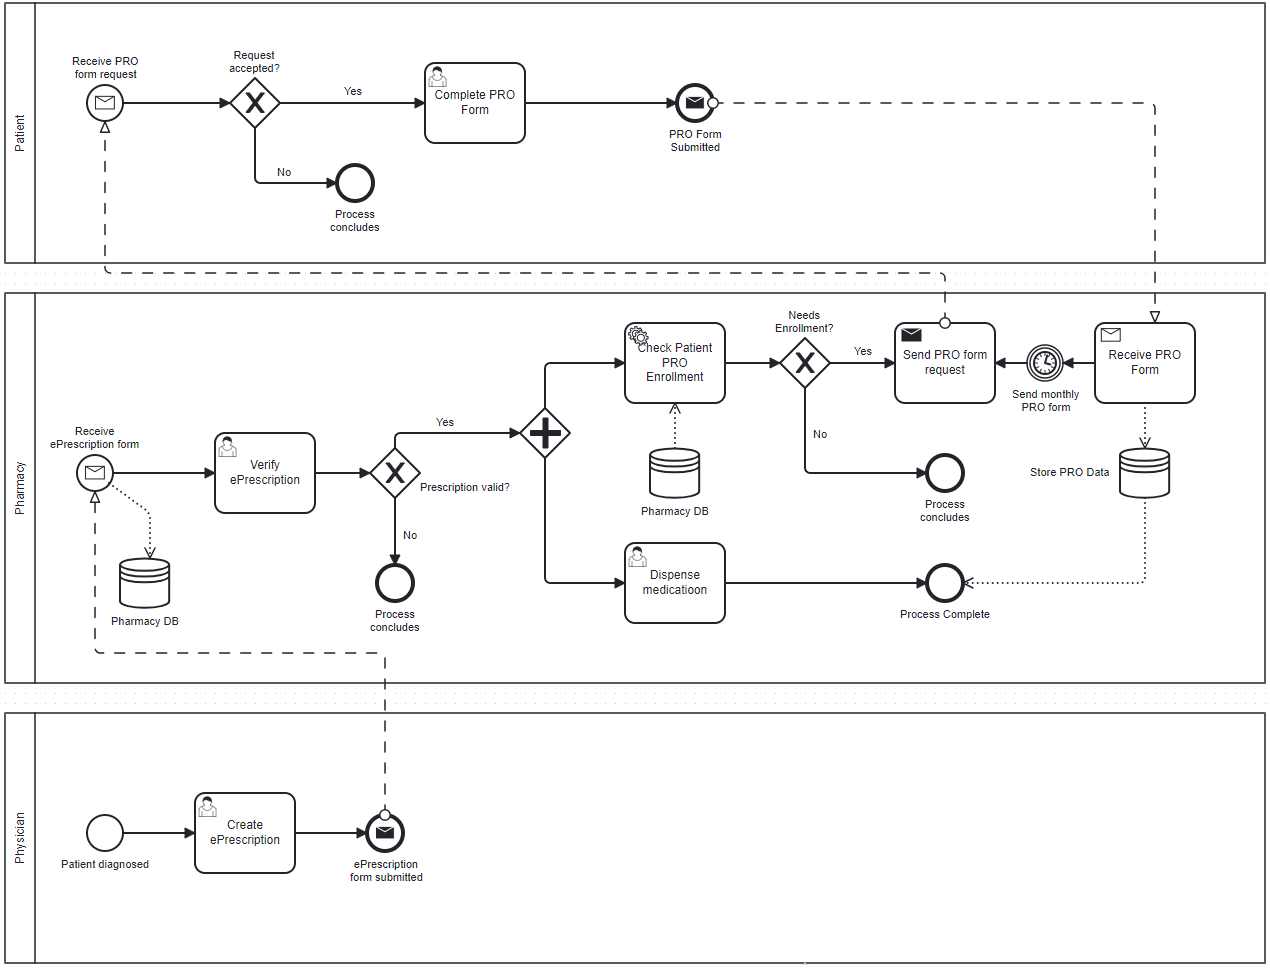 Patient
Receive PRO
form request
Request
accepted?
Yes
No
Process
concludes
Complete PRO
Form
PRO Form
Submitted
Pharmacy
Receive
ePrescription form
Pharmacy DB
Verify
ePrescription
Prescription valid?
Yes
No
Process
concludes
Check Patient
PRO
Enrollment
Pharmacy DB
Dispense
medicatioon
Needs
Enrollment?
Yes
No
Process
concludes
Process Complete
Send PRO form
request
Send monthly
PRO form
Receive PRO
Form
Store PRO Data
Physician
Patient diagnosed
Create
ePrescription
ePrescription
form submitted